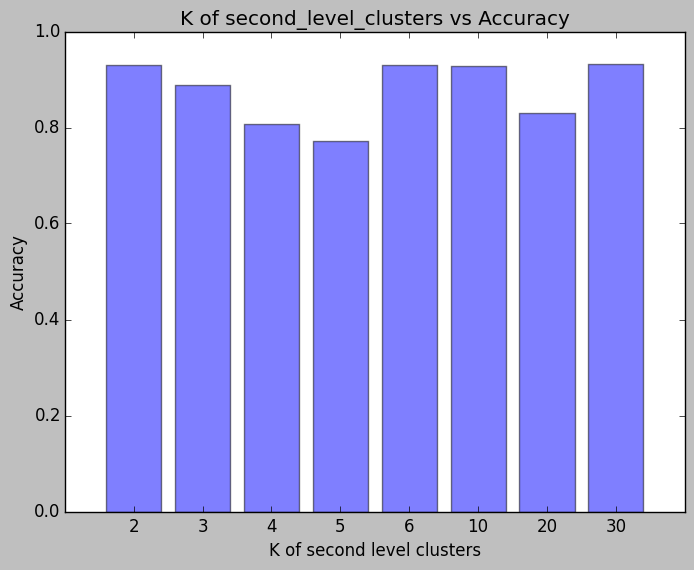 K of second_level_clusters vs Accuracy
1.0
0.8
0.6
0.4
0.2
0.0
Accuracy
2 3 4 5 6 10 20 30
K of second level clusters